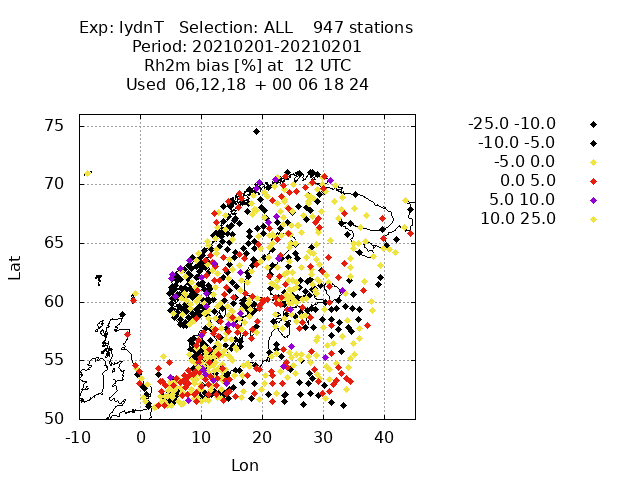 Exp: lydnT   Selection: ALL    947 stations
Period: 20210201-20210201
Rh2m bias [%] at  12 UTC
Used  06,12,18  + 00 06 18 24
-25.0 -10.0
-10.0 -5.0
-5.0 0.0
0.0 5.0
5.0 10.0
10.0 25.0
75
70
65
60
55
50
Lat
-10 0 10 20 30 40
Lon